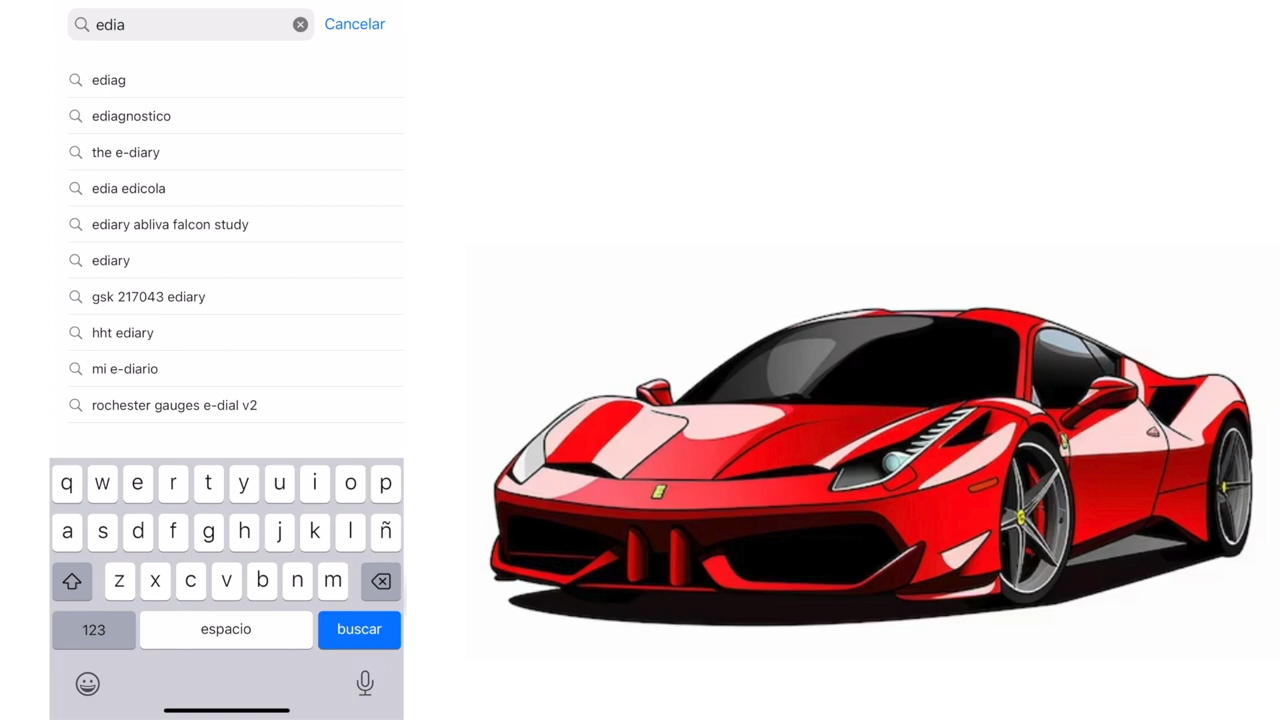 edia Cancelar
ediag
ediagnostico
the e-diary
edia edicola
ediary abliva falcon study
ediary
gsk 217043 ediary
hht ediary
mi e-diario
rochester gauges e-dial v2
q w e r t y u i o p
a s d f g h j k l ñ
z x c v b n m
123 espacio buscar